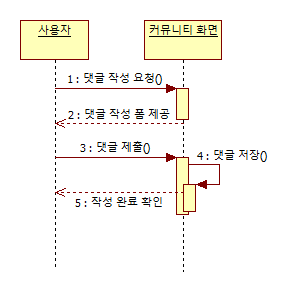 사용자
커뮤니티 화면
1 : 댓글 작성 요청()
2 : 댓글 작성 폼 제공
3 : 댓글 제출()
4 : 댓글 저장()
5 : 작성 완료 확인